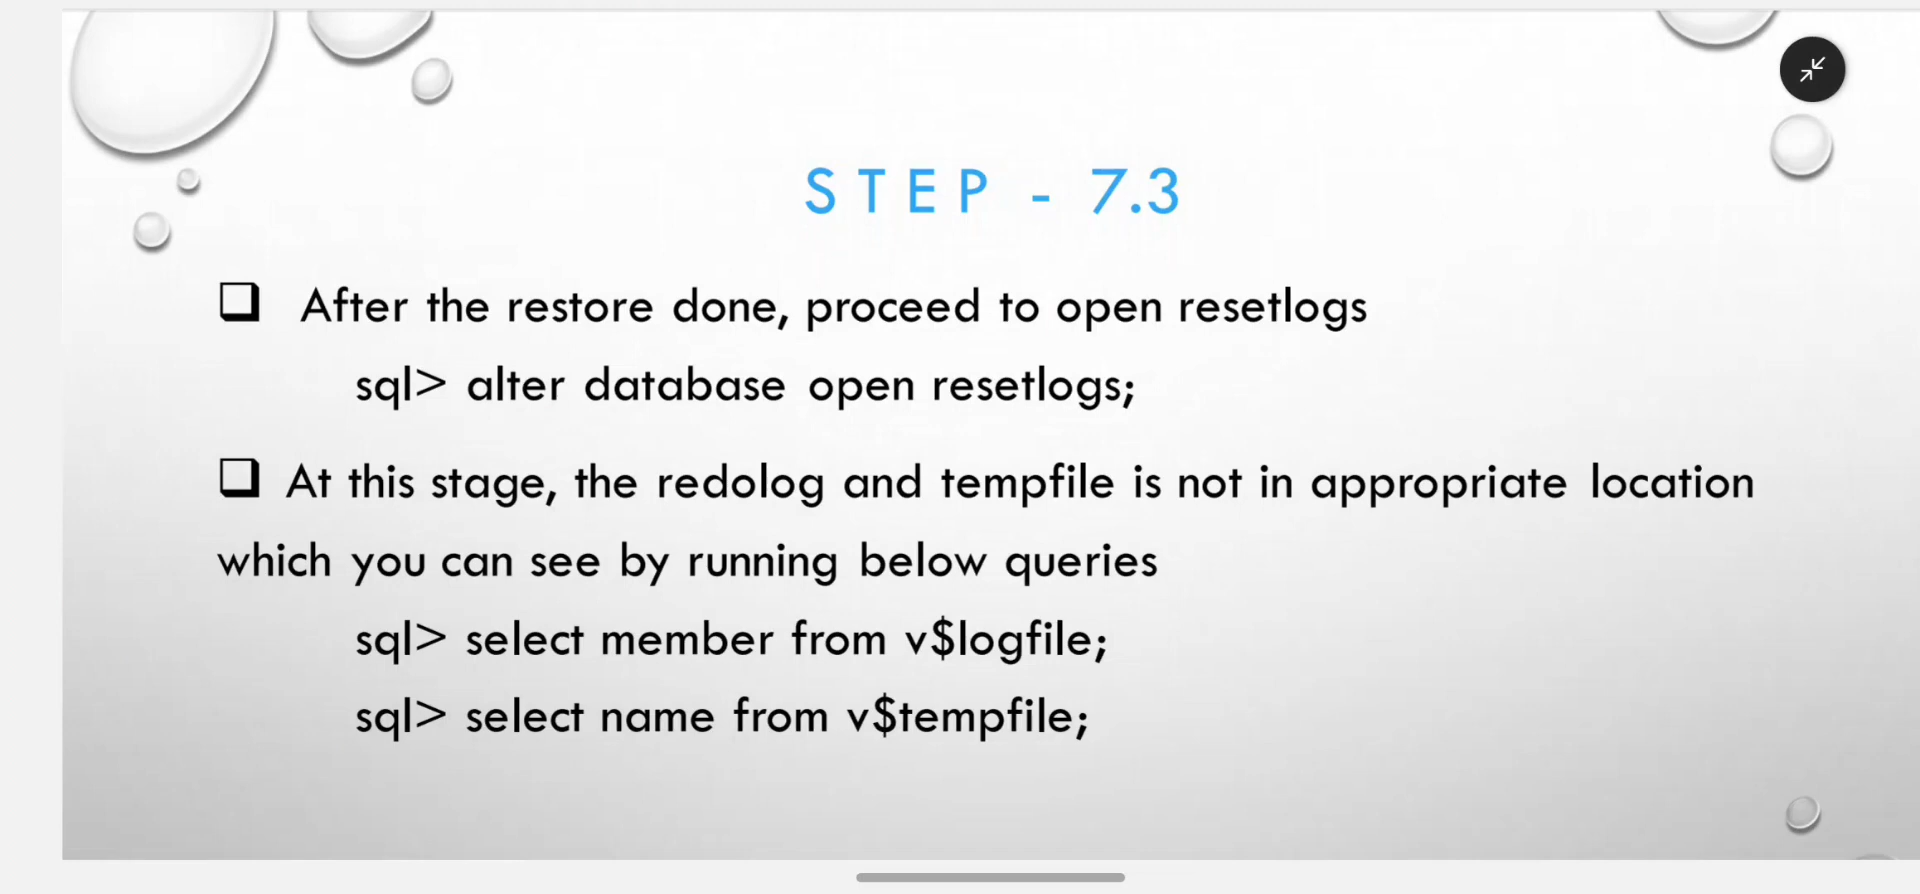 STEP - 7.3
After the restore done, proceed to open resetlogs
sql> alter database open resetlogs;
At this stage, the redolog and tempfile is not in appropriate location
which you can see by running below queries
sql> select member from v$logfile;
sql> select name from v$tempfile;